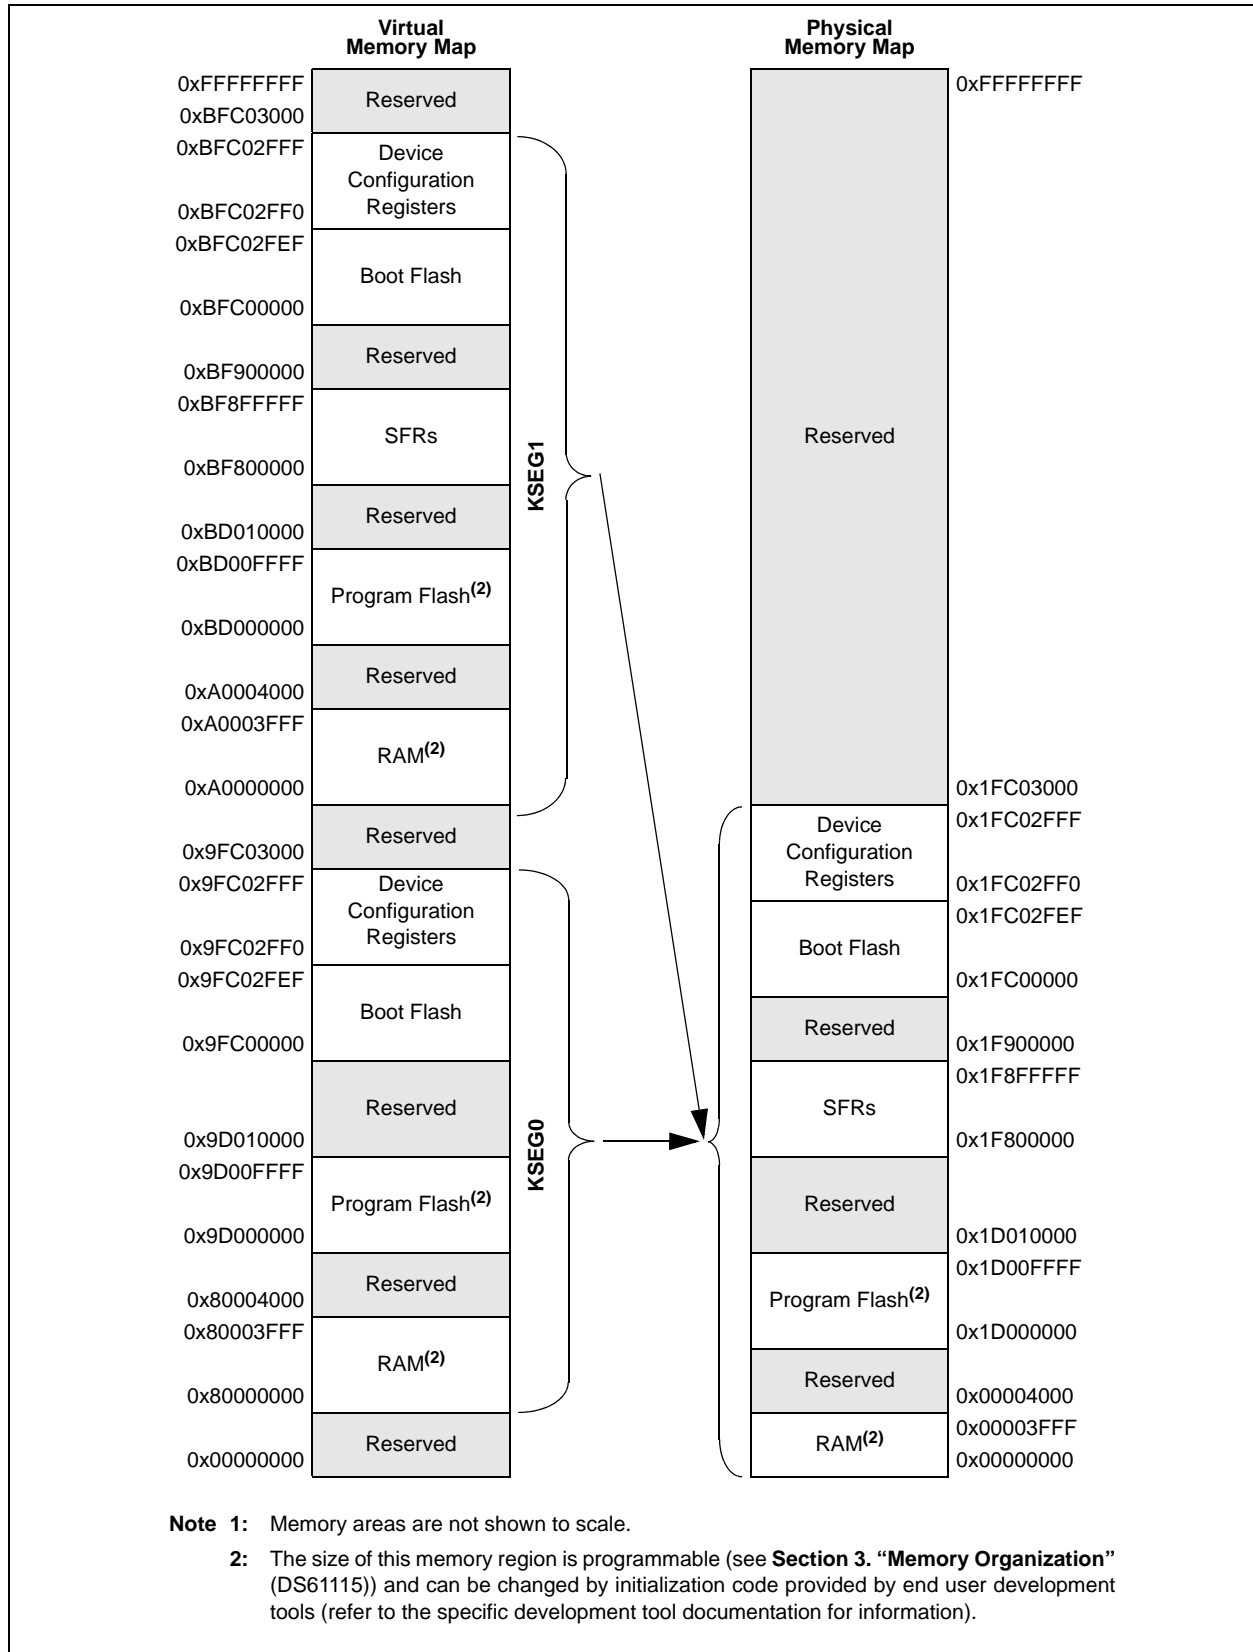 Virtual
Memory Map
0xFFFFFFFF
Reserved
0xBFC03000
0xBFC02FFF
Device
Configuration
Registers
0xBFC02FF0
0xBFC02FEF
Boot Flash
0xBFC00000
Reserved
0xBF900000
0xBF8FFFFF
SFRs
0xBF800000
Reserved
0xBD010000
0xBD00FFFF
Program Flash(2)
0xBD000000
Reserved
0xA0004000
0xA0003FFF
RAM(2)
0xA0000000
Reserved
0x9FC03000
0x9FC02FFF
Device
Configuration
Registers
0x9FC02FF0
0x9FC02FEF
Boot Flash
0x9FC00000
Reserved
0x9D010000
0x9D00FFFF
Program Flash(2)
0x9D000000
Reserved
0x80004000
0x80003FFF
RAM(2)
0x80000000
Reserved
0x00000000
KSEG1
KSEG0
Physical
Memory Map
0xFFFFFFFF
Reserved
0x1FC03000
Device
Configuration
Registers
0x1FC02FFF
0x1FC02FF0
0x1FC02FEF
Boot Flash
0x1FC00000
Reserved
0x1F900000
0x1F8FFFFF
SFRs
0x1F800000
Reserved
0x1D010000
0x1D00FFFF
Program Flash(2)
0x1D000000
Reserved
0x00004000
0x00003FFF
RAM(2)
0x00000000
Note 1: Memory areas are not shown to scale.
2: The size of this memory region is programmable (see Section 3. “Memory Organization”
(DS61115)) and can be changed by initialization code provided by end user development
tools (refer to the specific development tool documentation for information).